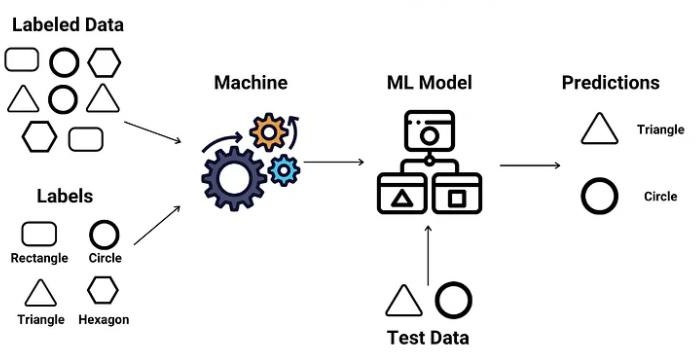 Labeled Data
Machine
ML Model
Predictions
Triangle
Circle
Labels
Rectangle Circle
Triangle Hexagon
Test Data